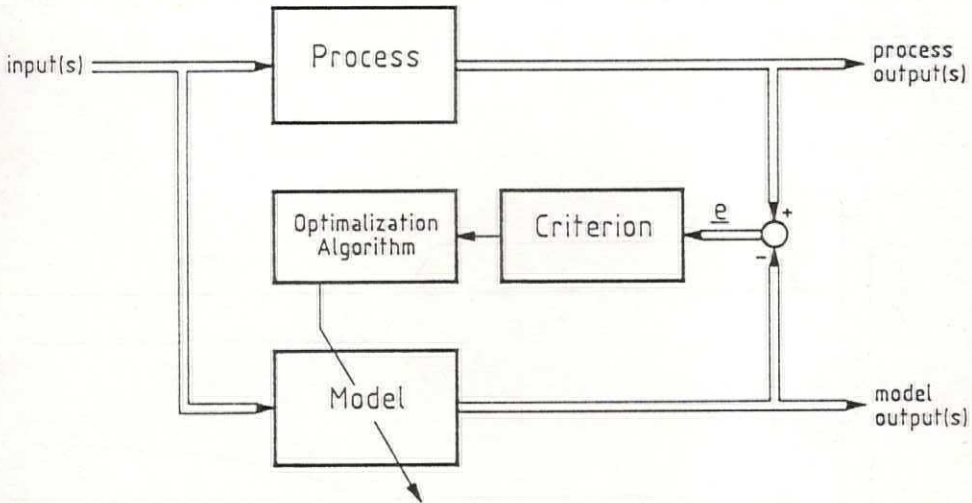 Process
input(s)
process
output(s)
Optimalization
Algorithm
Criterion
e
+
-
Model
model
output(s)